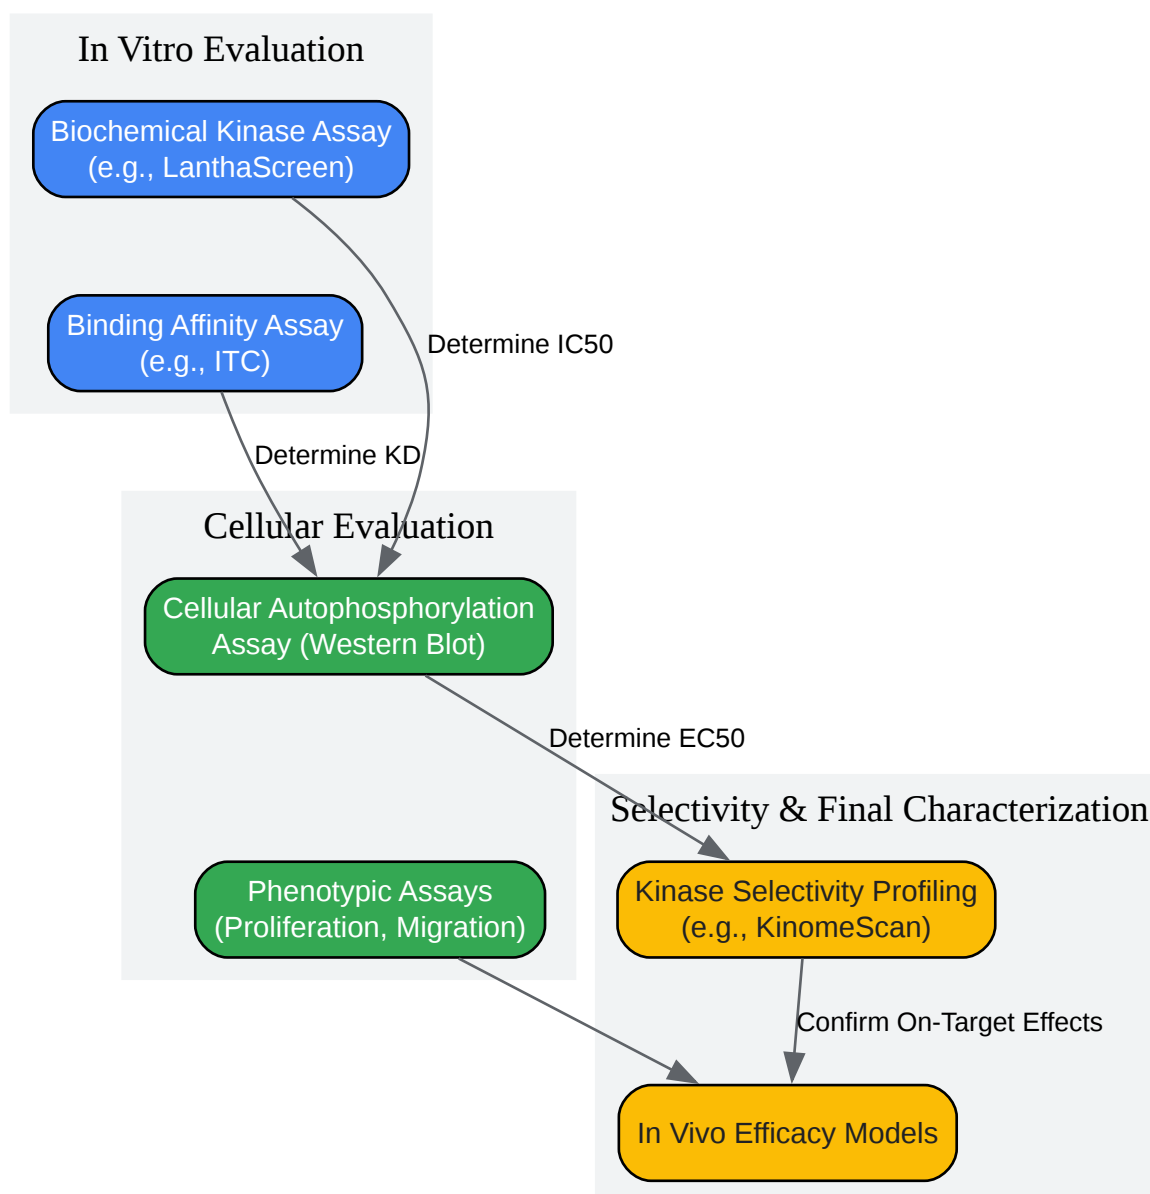 In Vitro Evaluation
Biochemical Kinase Assay
(e.g., LanthaScreen)
Binding Affinity Assay
(e.g., ITC)
Determine IC50
Determine KD
Cellular Evaluation
Cellular Autophosphorylation
Assay (Western Blot)
Determine EC50
Selectivity & Final Characterization
Phenotypic Assays
(Proliferation, Migration)
Kinase Selectivity Profiling
(e.g., KinomeScan)
Confirm On-Target Effects
In Vivo Efficacy Models